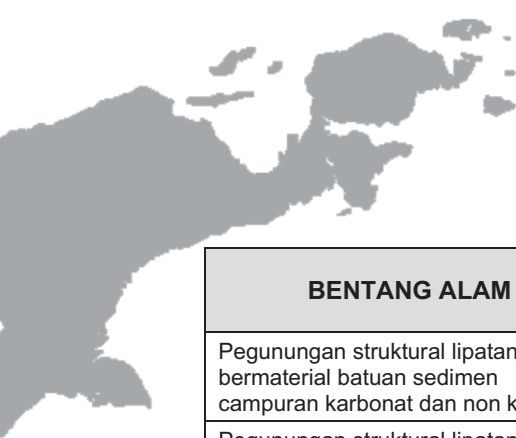 BENTANG ALAM
Pegunungan struktural lipatan
bermaterial batuan sedimen
campuran karbonat dan non k
Pegunungan struktural lipatan